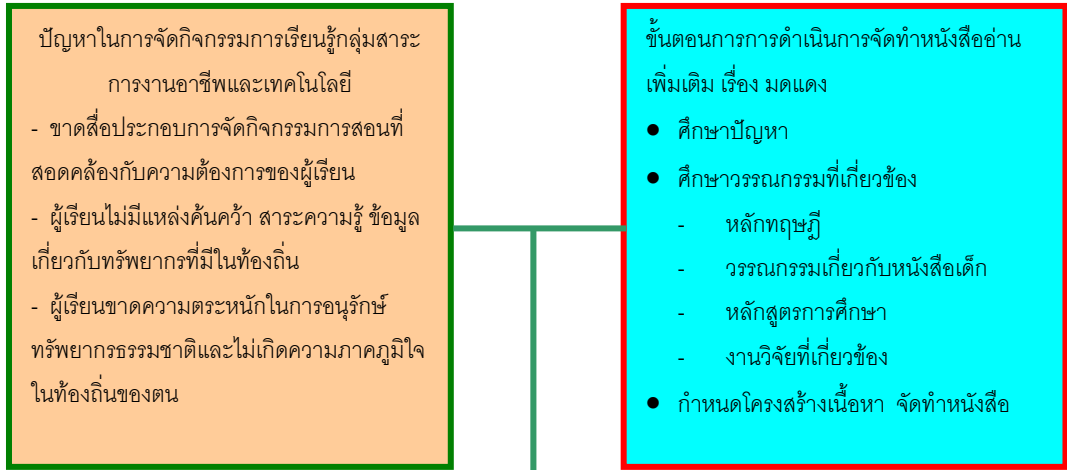 ปัญหาในการจัดกิจกรรมการเรียนรู้กลุ่มสาระ
การงานอาชีพและเทคโนโลยี
- ขาดสื่อประกอบการจัดกิจกรรมการสอนที่
สอดคล้องกับความต้องการของผู้เรียน
- ผู้เรียนไม่มีแหล่งค้นคว้า สาระความรู้ ข้อมูล
เกี่ยวกับทรัพยากรที่มีในท้องถิ่น
- ผู้เรียนขาดความตระหนักในการอนุรักษ์
ทรัพยากรธรรมชาติและไม่เกิดความภาคภูมิใจ
ในท้องถิ่นของตน
ขั้นตอนการการดำเนินการจัดทำหนังสืออ่าน
เพิ่มเติม เรื่อง มดแดง
● ศึกษาปัญหา
● ศึกษาวรรณกรรมที่เกี่ยวข้อง
- หลักทฤษฎี
- วรรณกรรมเกี่ยวกับหนังสือเด็ก
- หลักสูตรการศึกษา
- งานวิจัยที่เกี่ยวข้อง
● กำหนดโครงสร้างเนื้อหา จัดทำหนังสือ